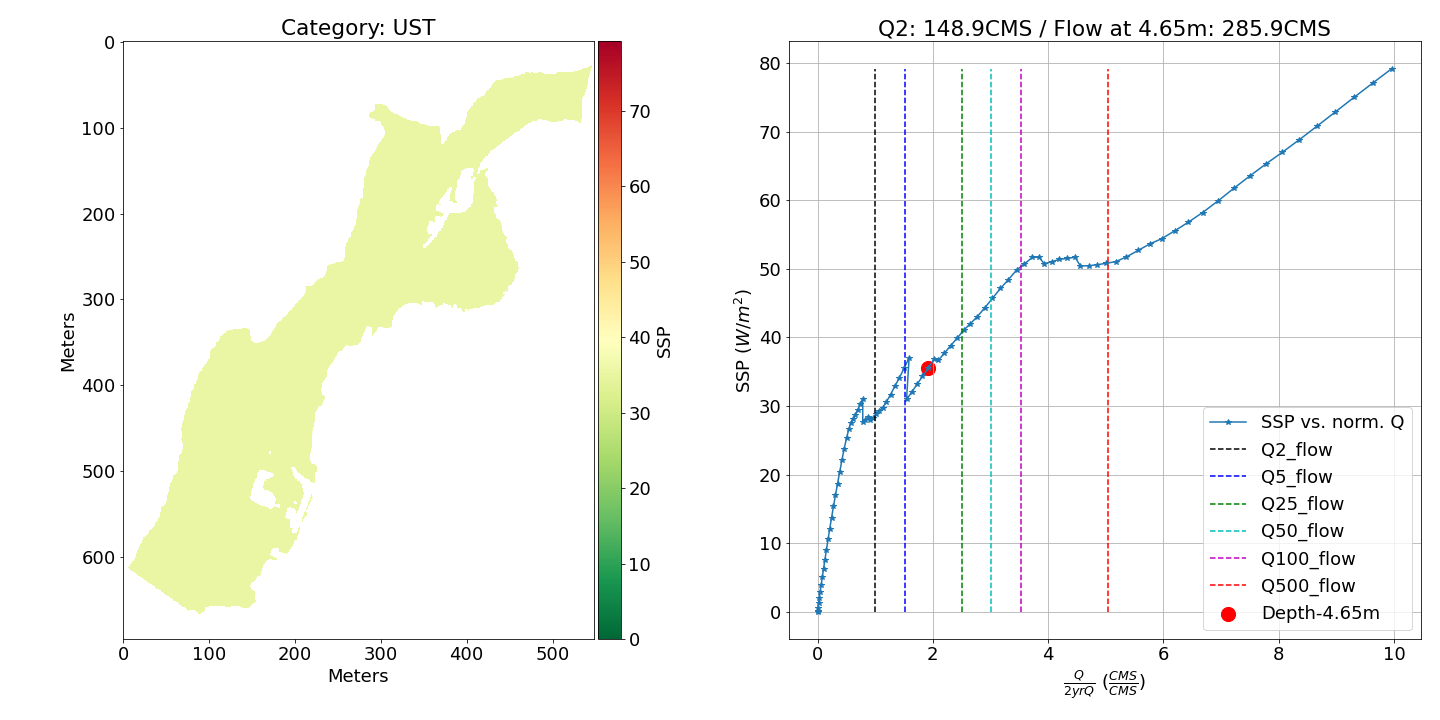 Category: UST
0
100
200
300
400
500
600
Meters
0
100
200
300
400
500
Meters
70
60
50
40
30
20
10
0
SSP
Q2: 148.9CMS / Flow at 4.65m: 285.9CMS
80
70
60
50
40
30
20
10
0
SSP (W/m²)
0
2
4
6
8
10
Q/2yrQ (CMS/CMS)
SSP vs. norm. Q
Q2_flow
Q5_flow
Q25_flow
Q50_flow
Q100_flow
Q500_flow
Depth-4.65m